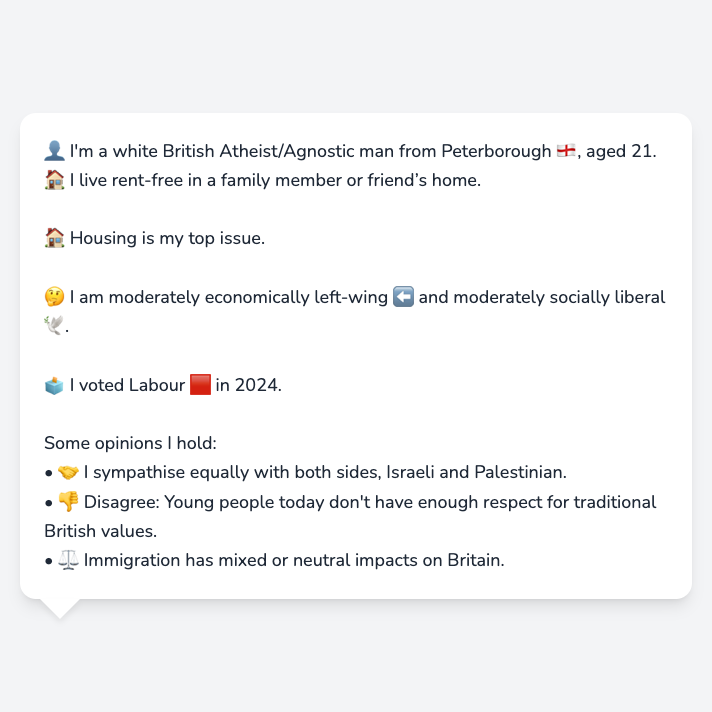 👤 I'm a white British Atheist/Agnostic man from Peterborough 🏴󠁧󠁢󠁥󠁮󠁧󠁿, aged 21.
🏠 I live rent-free in a family member or friend’s home.
🏠 Housing is my top issue.
🤔 I am moderately economically left-wing ⬅️ and moderately socially liberal
🕊️.
🗳️ I voted Labour 🟥 in 2024.
Some opinions I hold:
• 🤝 I sympathise equally with both sides, Israeli and Palestinian.
• 👎 Disagree: Young people today don't have enough respect for traditional
British values.
• ⚖️ Immigration has mixed or neutral impacts on Britain.